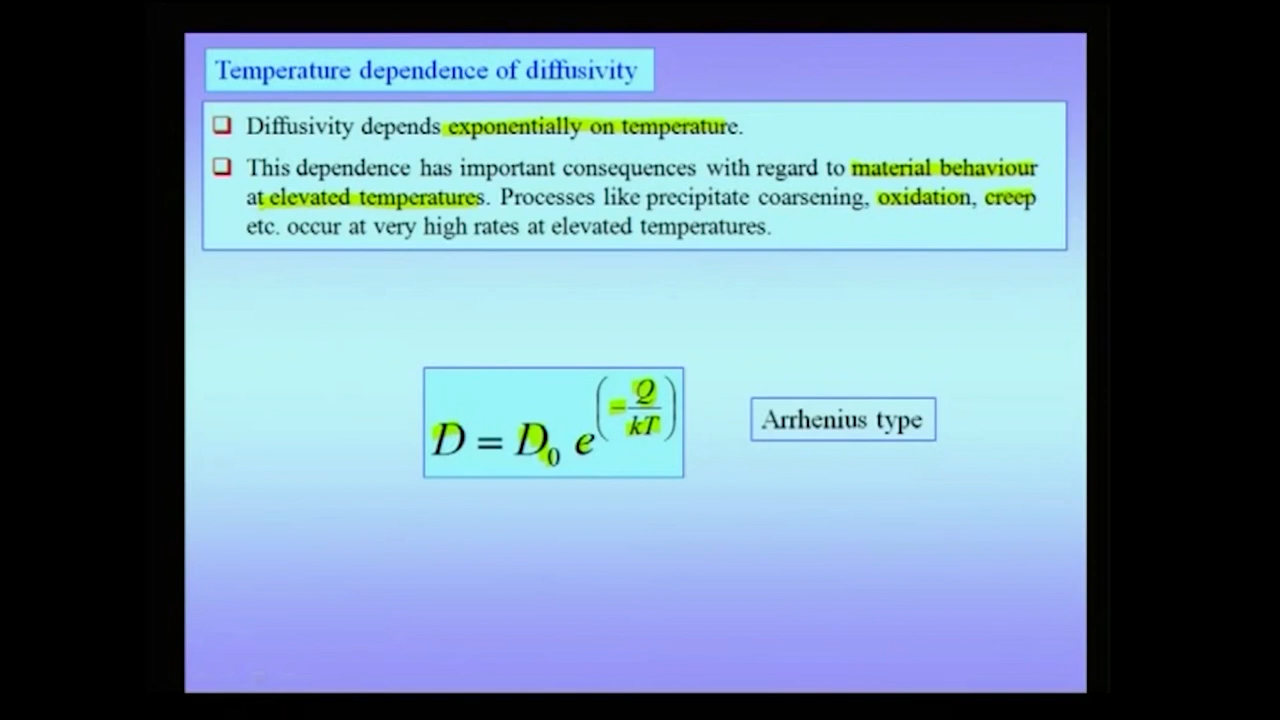 Temperature dependence of diffusivity
❑ Diffusivity depends exponentially on temperature.
❑ This dependence has important consequences with regard to material behaviour
at elevated temperatures. Processes like precipitate coarsening, oxidation, creep
etc. occur at very high rates at elevated temperatures.
D = D₀ e^(−Q/kT)
Arrhenius type